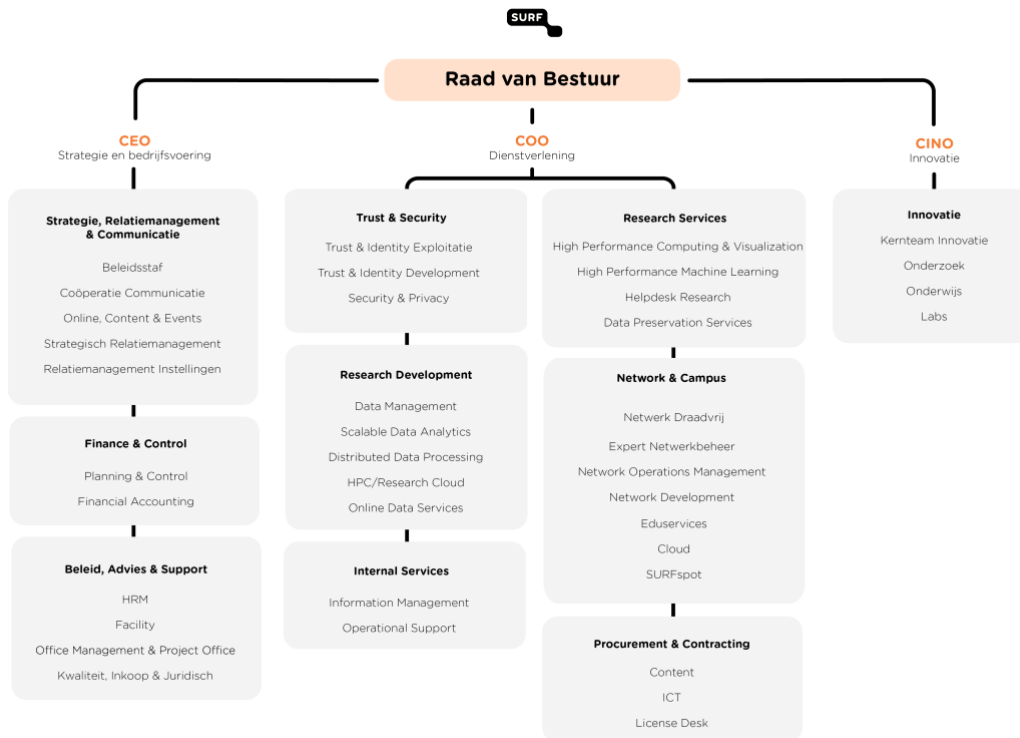 SURF
Raad van Bestuur
CEO
Strategie en bedrijfsvoering
COO
Dienstverlening
CINO
Innovatie
Strategie, Relatiemanagement
& Communicatie
Beleidsstaf
Coöperatie Communicatie
Online, Content & Events
Strategisch Relatiemanagement
Relatiemanagement Instellingen
Finance & Control
Planning & Control
Financial Accounting
Beleid, Advies & Support
HRM
Facility
Office Management & Project Office
Kwaliteit, Inkoop & Juridisch
Trust & Security
Trust & Identity Exploitatie
Trust & Identity Development
Security & Privacy
Research Development
Data Management
Scalable Data Analytics
Distributed Data Processing
HPC/Research Cloud
Online Data Services
Internal Services
Information Management
Operational Support
Research Services
High Performance Computing & Visualization
High Performance Machine Learning
Helpdesk Research
Data Preservation Services
Network & Campus
Netwerk Draadvrij
Expert Netwerkbeheer
Network Operations Management
Network Development
Eduservices
Cloud
SURFspot
Procurement & Contracting
Content
ICT
License Desk
Innovatie
Kernteam Innovatie
Onderzoek
Onderwijs
Labs